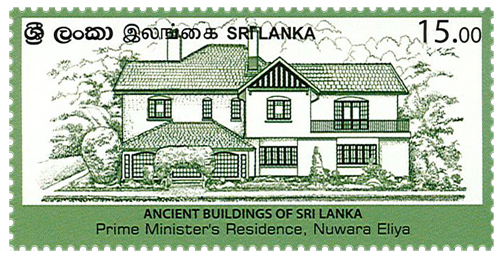 ශ්‍රී ලංකා இலங்கை SRI LANKA 15.00
ANCIENT BUILDINGS OF SRI LANKA
Prime Minister's Residence, Nuwara Eliya